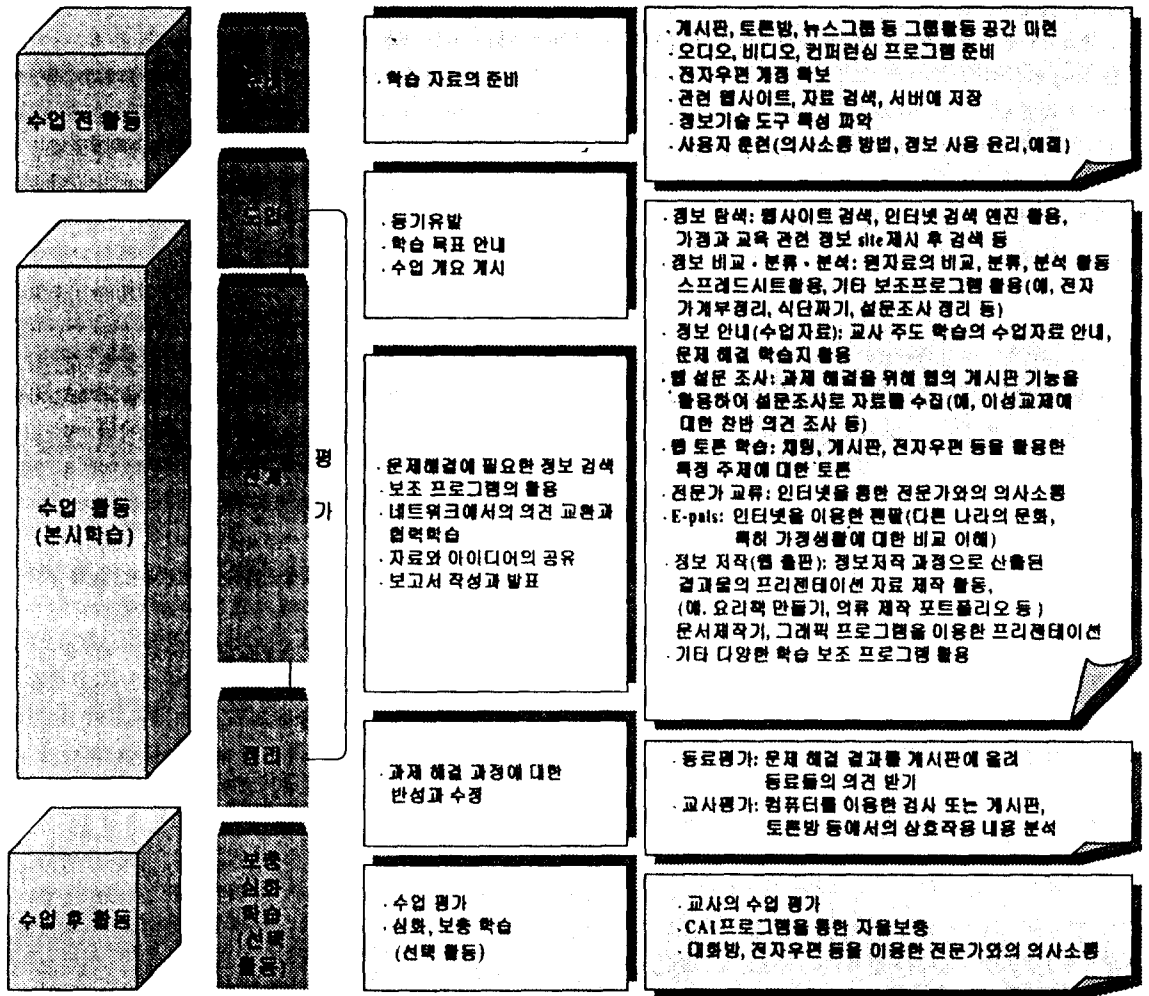 수업 전 활동
· 학습 자료의 준비
· 게시판, 토론방, 뉴스그룹 등 그룹활동 공간 마련
· 오디오, 비디오, 컨퍼런싱 프로그램 준비
· 전자우편 계정 확보
· 관련 웹사이트, 자료 검색, 서버에 저장
· 정보기술 도구 특성 파악
· 사용자 훈련(의사소통 방법, 정보 사용 윤리,예절)
수업 활동
(본시학습)
도입
전개
정리
평
가
· 동기유발
· 학습 목표 안내
· 수업 개요 게시
· 문제해결에 필요한 정보 검색
· 보조 프로그램의 활용
· 네트워크에서의 의견 교환과
협력학습
· 자료와 아이디어의 공유
· 보고서 작성과 발표
· 과제 해결 과정에 대한
반성과 수정
· 정보 탐색: 웹사이트 검색, 인터넷 검색 엔진 활용,
가정과 교육 관련 정보 site제시 후 검색 등
· 정보 비교 · 분류 · 분석: 원자료의 비교, 분류, 분석 활동
스프레드시트활용, 기타 보조프로그램 활용(예, 전자
가계부정리, 식단짜기, 설문조사 정리 등)
· 정보 안내(수업자료): 교사 주도 학습의 수업자료 안내,
문제 해결 학습지 활용
· 웹 설문 조사: 과제 해결을 위해 웹의 게시판 기능을
활용하여 설문조사로 자료를 수집(예, 이성교제에
대한 찬반 의견 조사 등)
· 웹 토론 학습: 채팅, 게시판, 전자우편 등을 활용한
특정 주제에 대한 토론
· 전문가 교류: 인터넷을 통한 전문가와의 의사소통
· E-pals: 인터넷을 이용한 펜팔(다른 나라의 문화,
특히 가정생활에 대한 비교 이해)
· 정보 저작(웹 출판): 정보저작 과정으로 산출된
결과물의 프리젠테이션 자료 제작 활동,
(예. 요리책 만들기, 의류 제작 포트폴리오 등 )
문서제작기, 그래픽 프로그램을 이용한 프리젠테이션
· 기타 다양한 학습 보조 프로그램 활용
· 동료평가: 문제 해결 결과를 게시판에 올려
동료들의 의견 받기
· 교사평가: 컴퓨터를 이용한 검사 또는 게시판,
토론방 등에서의 상호작용 내용 분석
수업 후 활동
보충
심화
학습
(선택
활동)
· 수업 평가
· 심화, 보충 학습
(선택 활동)
· 교사의 수업 평가
· CAI프로그램을 통한 자율보충
· 대화방, 전자우편 등을 이용한 전문가와의 의사소통